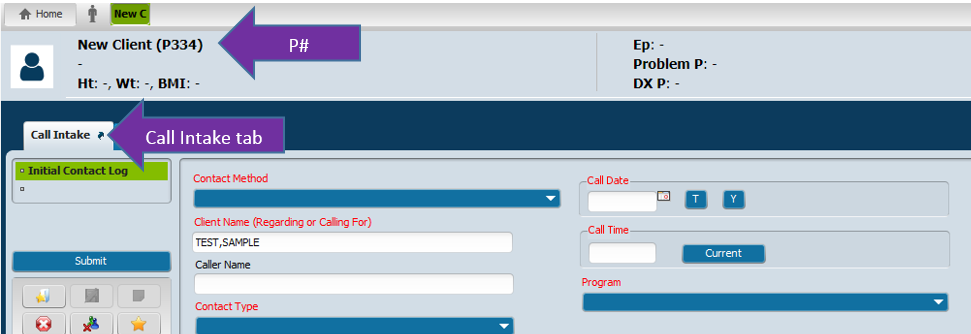 Home
New C
New Client (P334)
P#
-
Ht: -, Wt: -, BMI: -
Ep: -
Problem P: -
DX P: -
Call Intake
Call Intake tab
Initial Contact Log
Submit
Contact Method
Client Name (Regarding or Calling For)
TEST,SAMPLE
Caller Name
Contact Type
Call Date
T
Y
Call Time
Current
Program